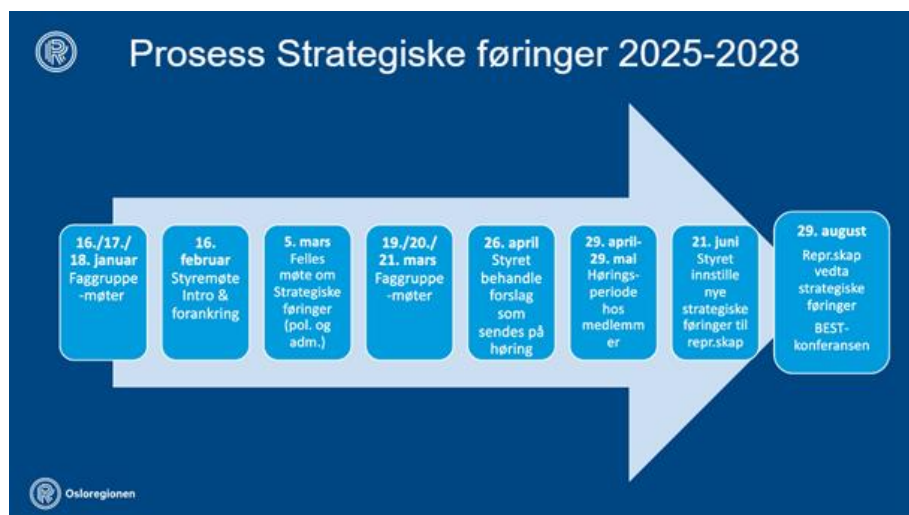 Prosess Strategiske føringer 2025-2028
16./17./
18. januar
Faggruppe
-møter
16.
februar
Styremøte
Intro &
forankring
5. mars
Felles
møte om
Strategiske
føringer
(pol. og
adm.)
19./20./
21. mars
Faggruppe
-møter
26. april
Styret
behandle
forslag
som
sendes på
høring
29. april-
29. mai
Hørings-
periode
hos
medlemm
er
21. juni
Styret
innstille
nye
strategiske
føringer til
repr.skap
29. august
Repr.skap
vedta
strategiske
føringer
BEST-
konferansen
Osloregionen